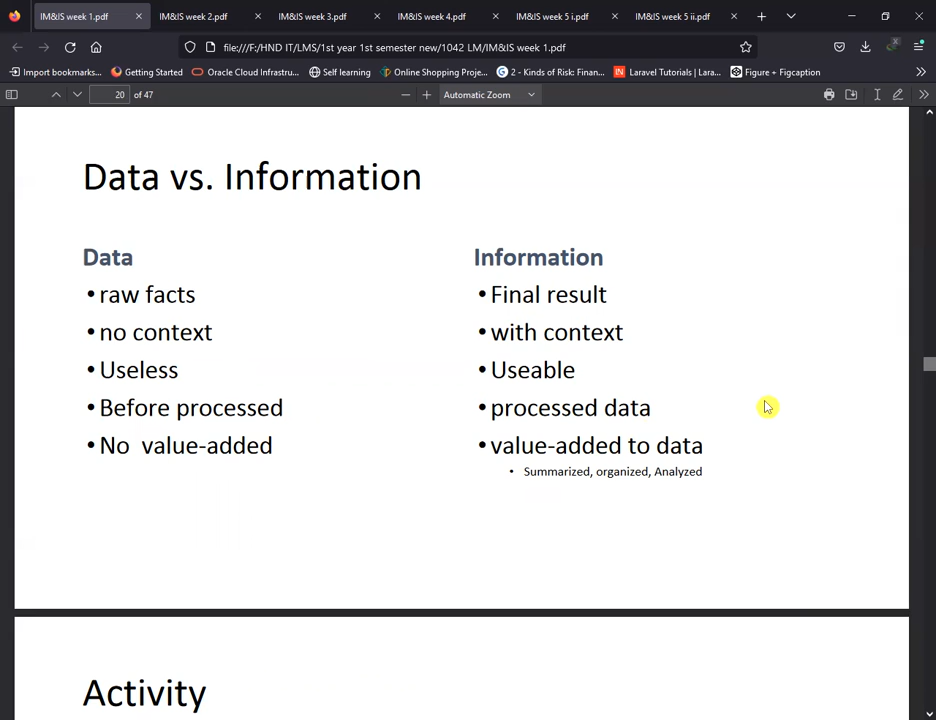 IM&IS week 1.pdf
IM&IS week 2.pdf
IM&IS week 3.pdf
IM&IS week 4.pdf
IM&IS week 5 i.pdf
IM&IS week 5 ii.pdf
file:///F:/HND IT/LMS/1st year 1st semester new/1042 LM/IM&IS week 1.pdf
Import bookmarks...
Getting Started
Oracle Cloud Infrastru...
Self learning
Online Shopping Proje...
2 - Kinds of Risk: Finan...
Laravel Tutorials | Lara...
Figure + Figcaption
20 of 47
Automatic Zoom
Data vs. Information
Data
• raw facts
• no context
• Useless
• Before processed
• No  value-added
Information
• Final result
• with context
• Useable
• processed data
• value-added to data
• Summarized, organized, Analyzed
Activity